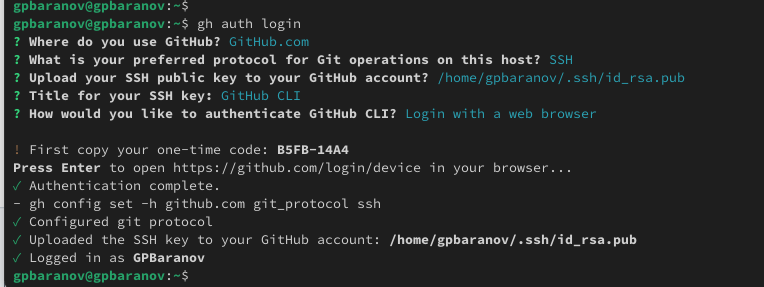 gpbaranov@gpbaranov:~$
gpbaranov@gpbaranov:~$ gh auth login
? Where do you use GitHub? GitHub.com
? What is your preferred protocol for Git operations on this host? SSH
? Upload your SSH public key to your GitHub account? /home/gpbaranov/.ssh/id_rsa.pub
? Title for your SSH key: GitHub CLI
? How would you like to authenticate GitHub CLI? Login with a web browser
! First copy your one-time code: B5FB-14A4
Press Enter to open https://github.com/login/device in your browser...
✓ Authentication complete.
- gh config set -h github.com git_protocol ssh
✓ Configured git protocol
✓ Uploaded the SSH key to your GitHub account: /home/gpbaranov/.ssh/id_rsa.pub
✓ Logged in as GPBaranov
gpbaranov@gpbaranov:~$